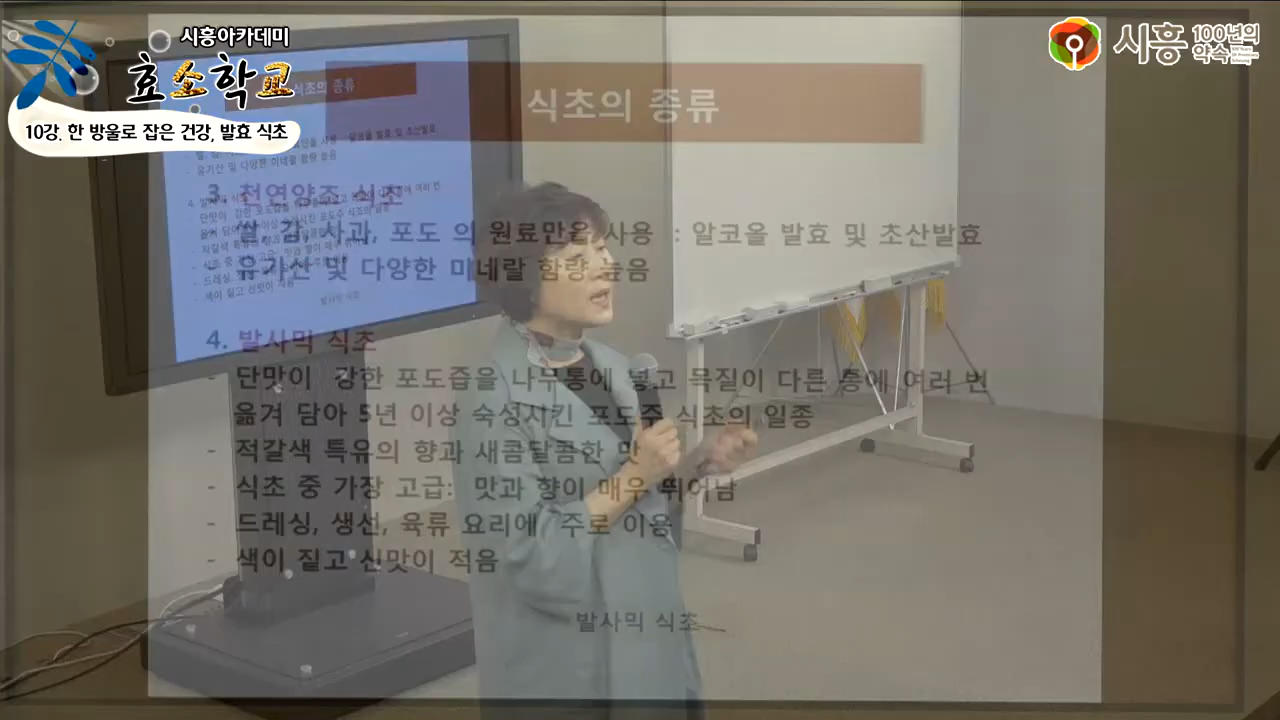 시흥아카데미
효소학교
10강. 한 방울로 잡은 건강, 발효 식초
시흥 100년의 약속
식초의 종류
3. 천연양조 식초
- 쌀, 감, 사과, 포도 의 원료만을 사용 : 알코올 발효 및 초산발효
- 유기산 및 다양한 미네랄 함량 높음
4. 발사믹 식초
- 단맛이 강한 포도즙을 나무통에 넣고 목질이 다른 통에 여러 번
옮겨 담아 5년 이상 숙성시킨 포도주 식초의 일종
- 적갈색 특유의 향과 새콤달콤한 맛
- 식초 중 가장 고급: 맛과 향이 매우 뛰어남
- 드레싱, 생선, 육류 요리에 주로 이용
- 색이 짙고 신맛이 적음
발사믹 식초